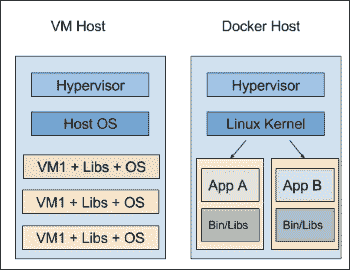 VM Host
Hypervisor
Host OS
VM1 + Libs + OS
VM1 + Libs + OS
VM1 + Libs + OS
Docker Host
Hypervisor
Linux Kernel
App A
App B
Bin/Libs
Bin/Libs